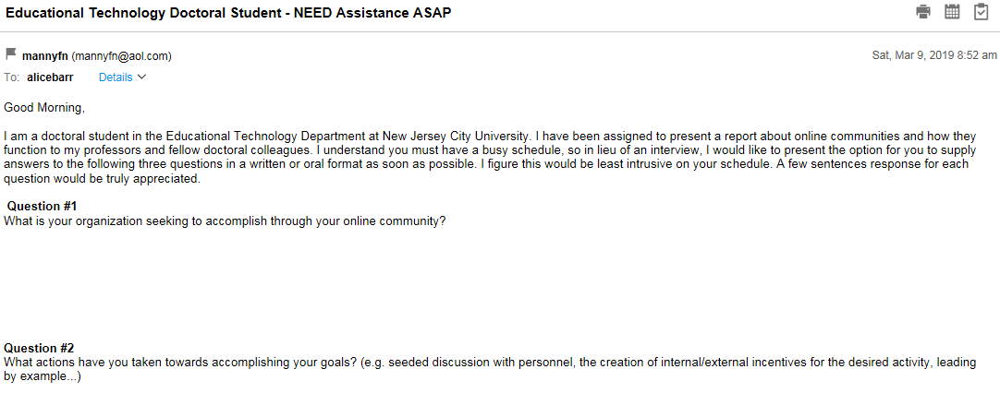 Educational Technology Doctoral Student - NEED Assistance ASAP
mannyfn (mannyfn@aol.com)
Sat, Mar 9, 2019 8:52 am
To: alicebarr Details
Good Morning,
I am a doctoral student in the Educational Technology Department at New Jersey City University. I have been assigned to present a report about online communities and how they
function to my professors and fellow doctoral colleagues. I understand you must have a busy schedule, so in lieu of an interview, I would like to present the option for you to supply
answers to the following three questions in a written or oral format as soon as possible. I figure this would be least intrusive on your schedule. A few sentences response for each
question would be truly appreciated.
Question #1
What is your organization seeking to accomplish through your online community?
Question #2
What actions have you taken towards accomplishing your goals? (e.g. seeded discussion with personnel, the creation of internal/external incentives for the desired activity, leading
by example...)